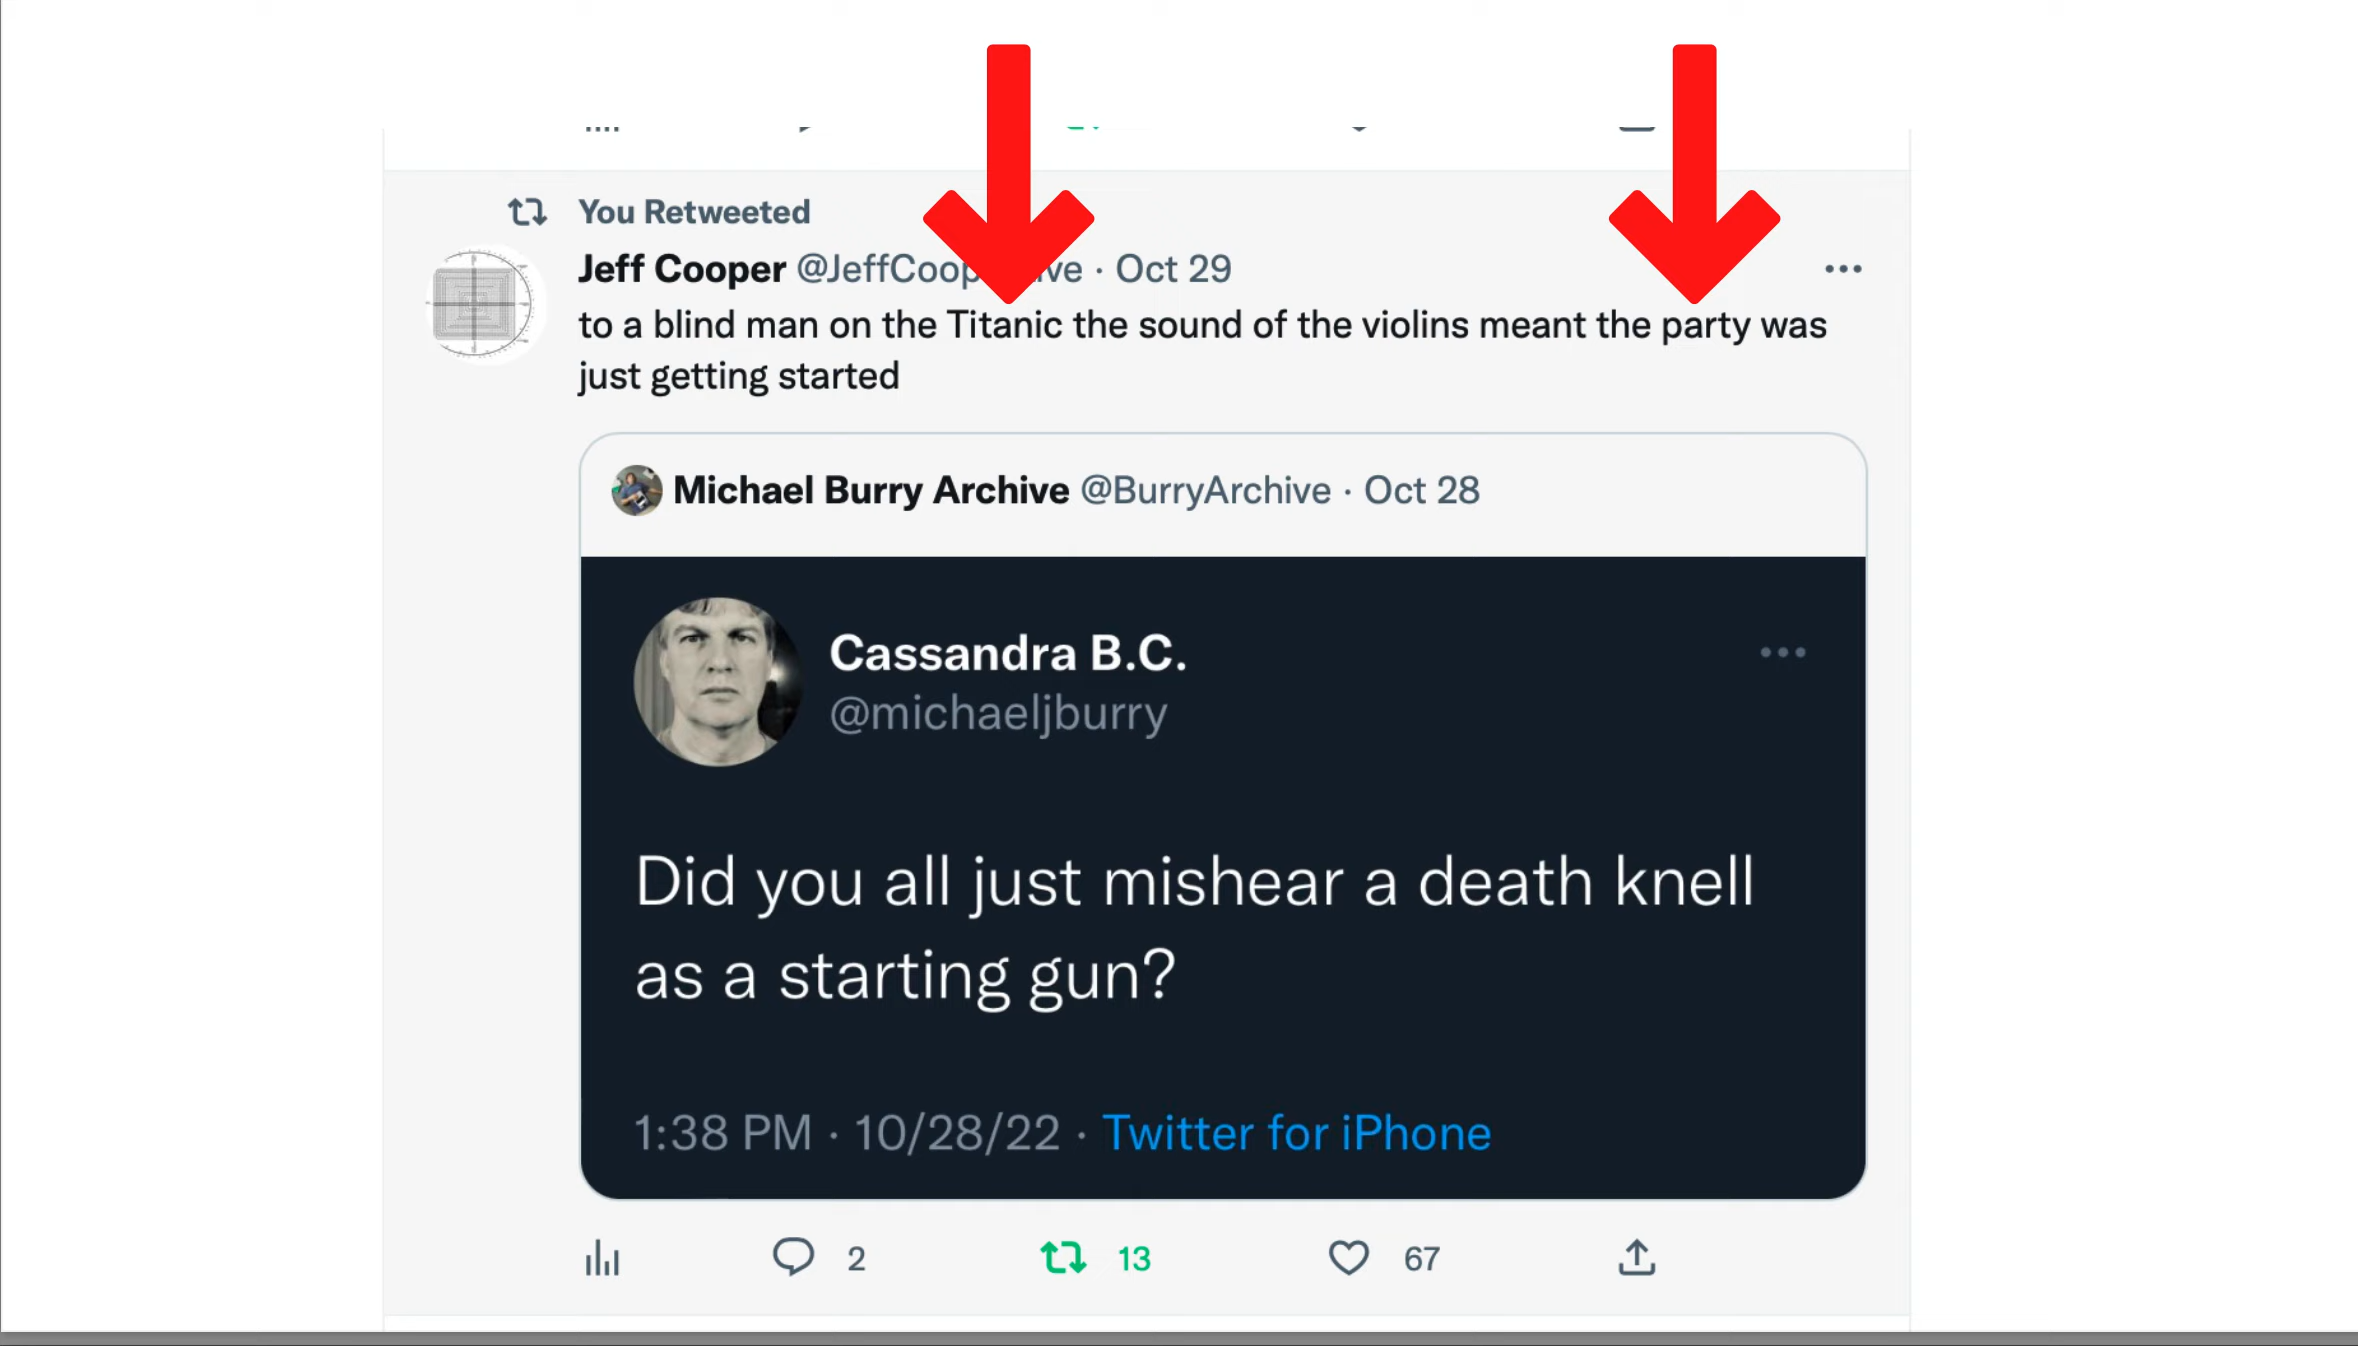 You Retweeted
Jeff Cooper · Oct 29
to a blind man on the Titanic the sound of the violins meant the party was
just getting started
Michael Burry Archive @BurryArchive · Oct 28
Cassandra B.C.
@michaeljburry
Did you all just mishear a death knell
as a starting gun?
1:38 PM · 10/28/22 · Twitter for iPhone
2 13 67